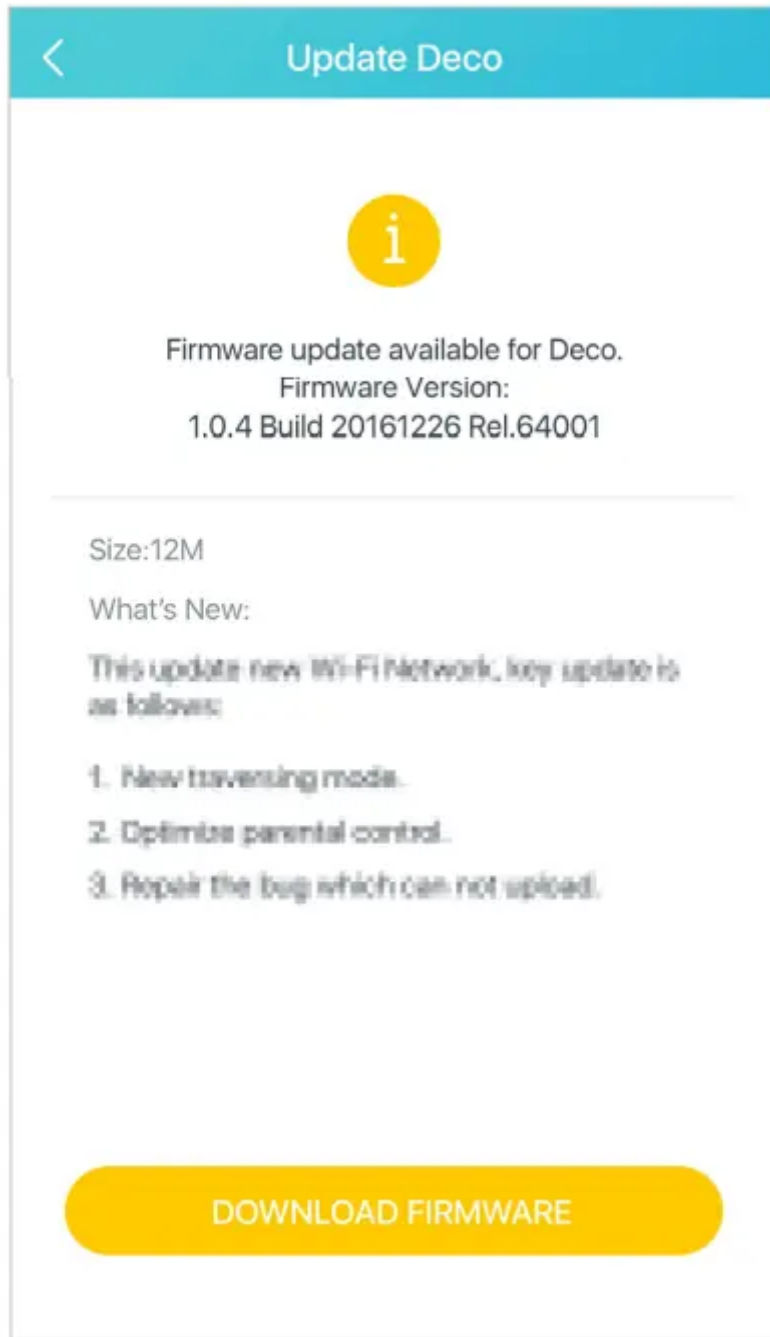 Update Deco
i
Firmware update available for Deco.
Firmware Version:
1.0.4 Build 20161226 Rel.64001
Size:12M
What's New:
This update new Wi-Fi Network, key update is
as follows:
1. New traversing mode.
2. Optimize parental control.
3. Repair the bug which can not upload.
DOWNLOAD FIRMWARE